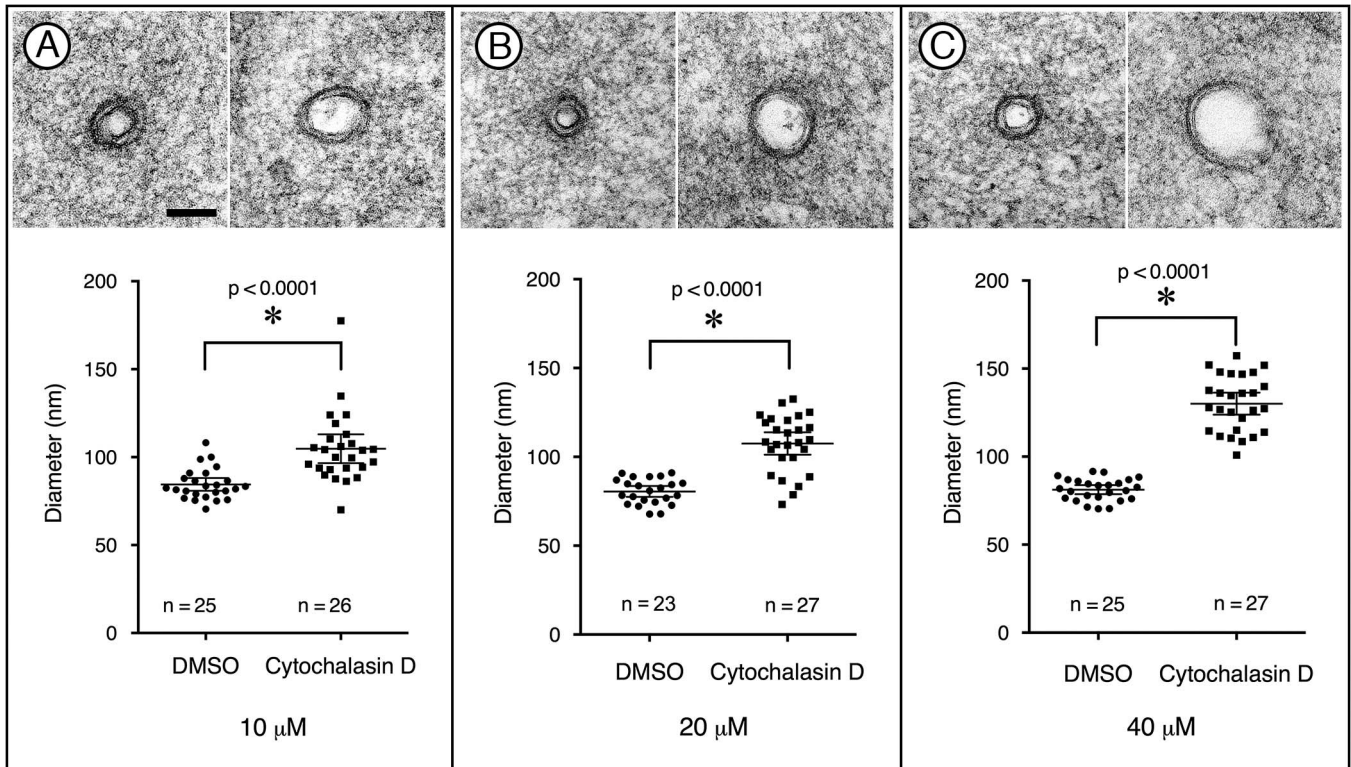 A
B
C
200
150
100
50
0
Diameter (nm)
p < 0.0001
*
n = 25
n = 26
DMSO
Cytochalasin D
10 μM
200
150
100
50
0
Diameter (nm)
p < 0.0001
*
n = 23
n = 27
DMSO
Cytochalasin D
20 μM
200
150
100
50
0
Diameter (nm)
p < 0.0001
*
n = 25
n = 27
DMSO
Cytochalasin D
40 μM